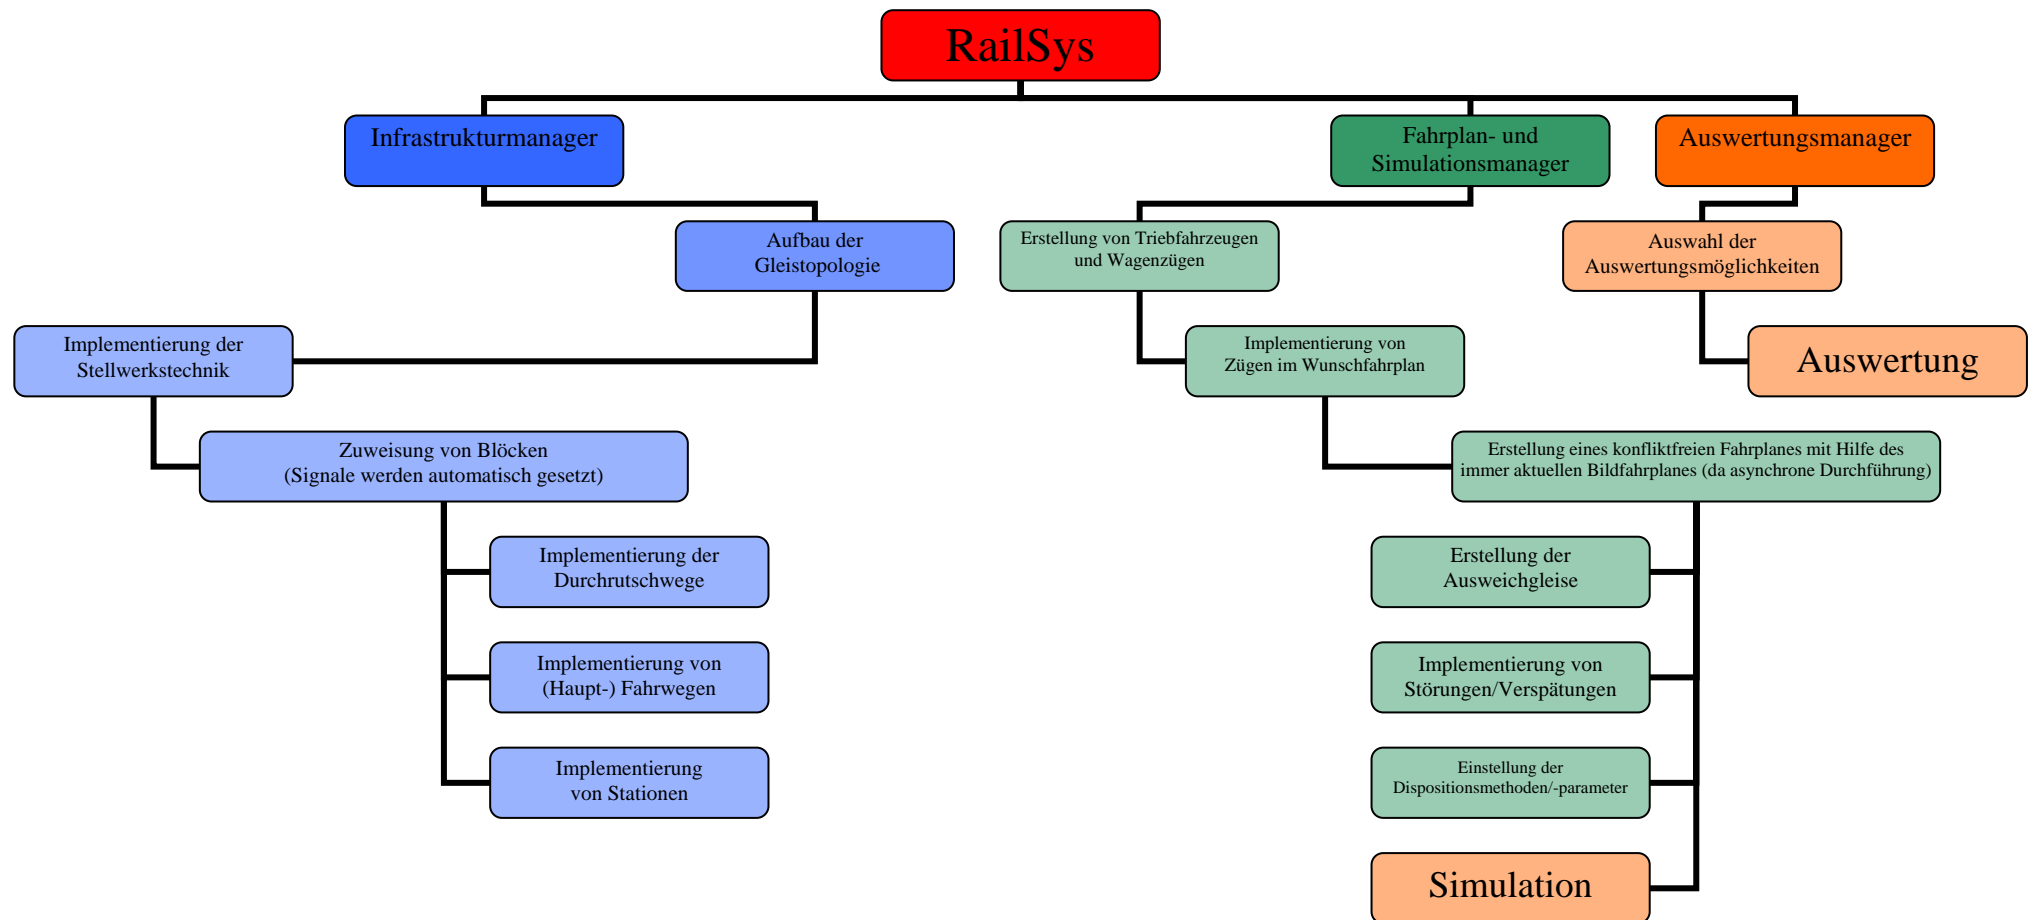 RailSys
Infrastrukturmanager
Fahrplan- und
Simulationsmanager
Auswertungsmanager
Aufbau der
Gleistopologie
Erstellung von Triebfahrzeugen
und Wagenzügen
Auswahl der
Auswertungsmöglichkeiten
Implementierung der
Stellwerkstechnik
Implementierung von
Zügen im Wunschfahrplan
Auswertung
Zuweisung von Blöcken
(Signale werden automatisch gesetzt)
Erstellung eines konfliktfreien Fahrplanes mit Hilfe des
immer aktuellen Bildfahrplanes (da asynchrone Durchführung)
Implementierung der
Durchrutschwege
Erstellung der
Ausweichgleise
Implementierung von
(Haupt-) Fahrwegen
Implementierung von
Störungen/Verspätungen
Implementierung
von Stationen
Einstellung der
Dispositionsmethoden/-parameter
Simulation